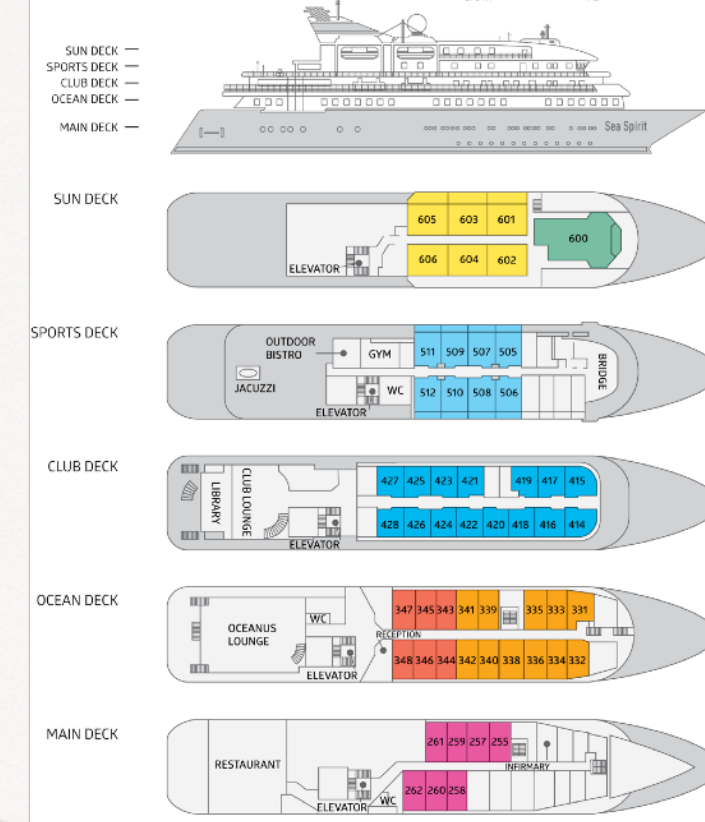 SUN DECK
SPORTS DECK
CLUB DECK
OCEAN DECK
MAIN DECK
Sea Spirit
SUN DECK
605 603 601
600
606 604 602
ELEVATOR
SPORTS DECK
OUTDOOR
BISTRO
GYM
511 509 507 505
BRIDGE
JACUZZI
WC
512 510 508 506
ELEVATOR
CLUB DECK
LIBRARY
CLUB LOUNGE
427 425 423 421 419 417 415
428 426 424 422 420 418 416 414
ELEVATOR
OCEAN DECK
OCEANUS
LOUNGE
WC
347 345 343 341 339 335 333 331
RECEPTION
348 346 344 342 340 338 336 334 332
ELEVATOR
MAIN DECK
RESTAURANT
261 259 257 255
INFIRMARY
262 260 258
WC
ELEVATOR